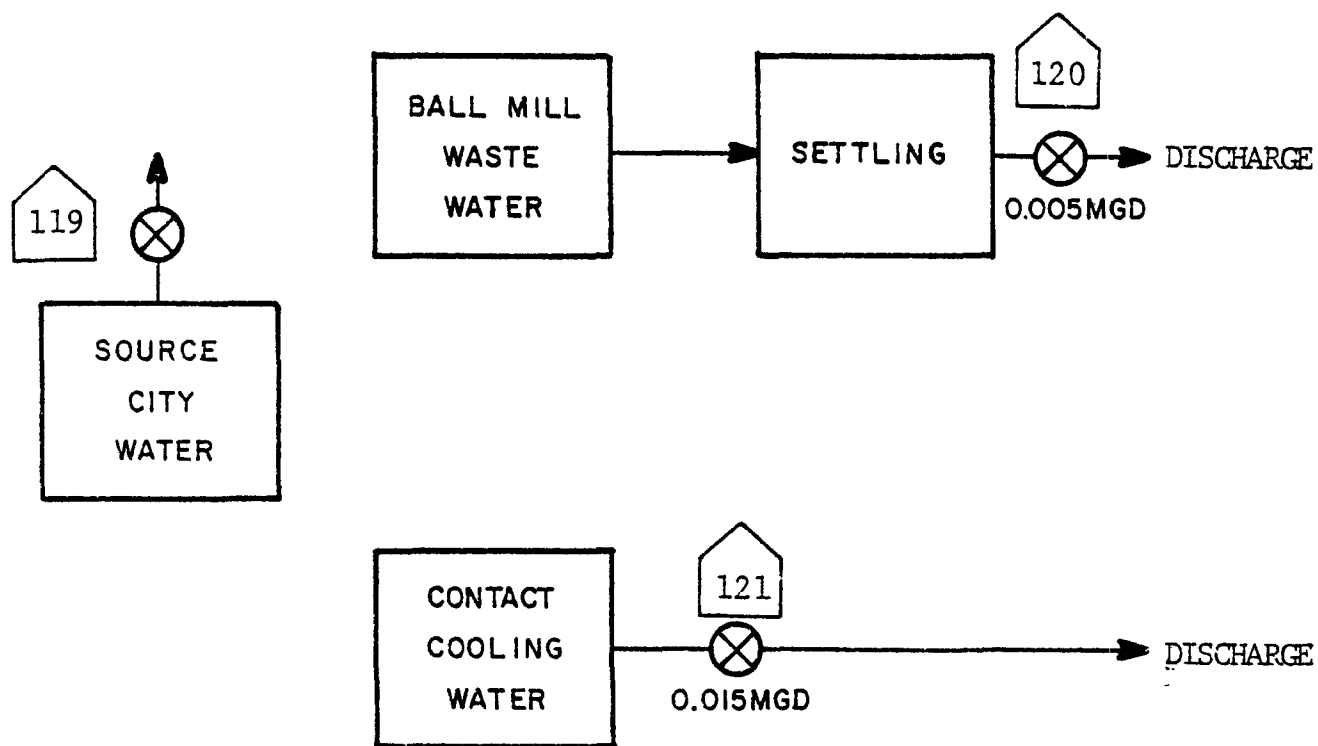 119
SOURCE
CITY
WATER
BALL MILL
WASTE
WATER
SETTLING
120
0.005MGD
DISCHARGE
CONTACT
COOLING
WATER
121
0.015MGD
DISCHARGE